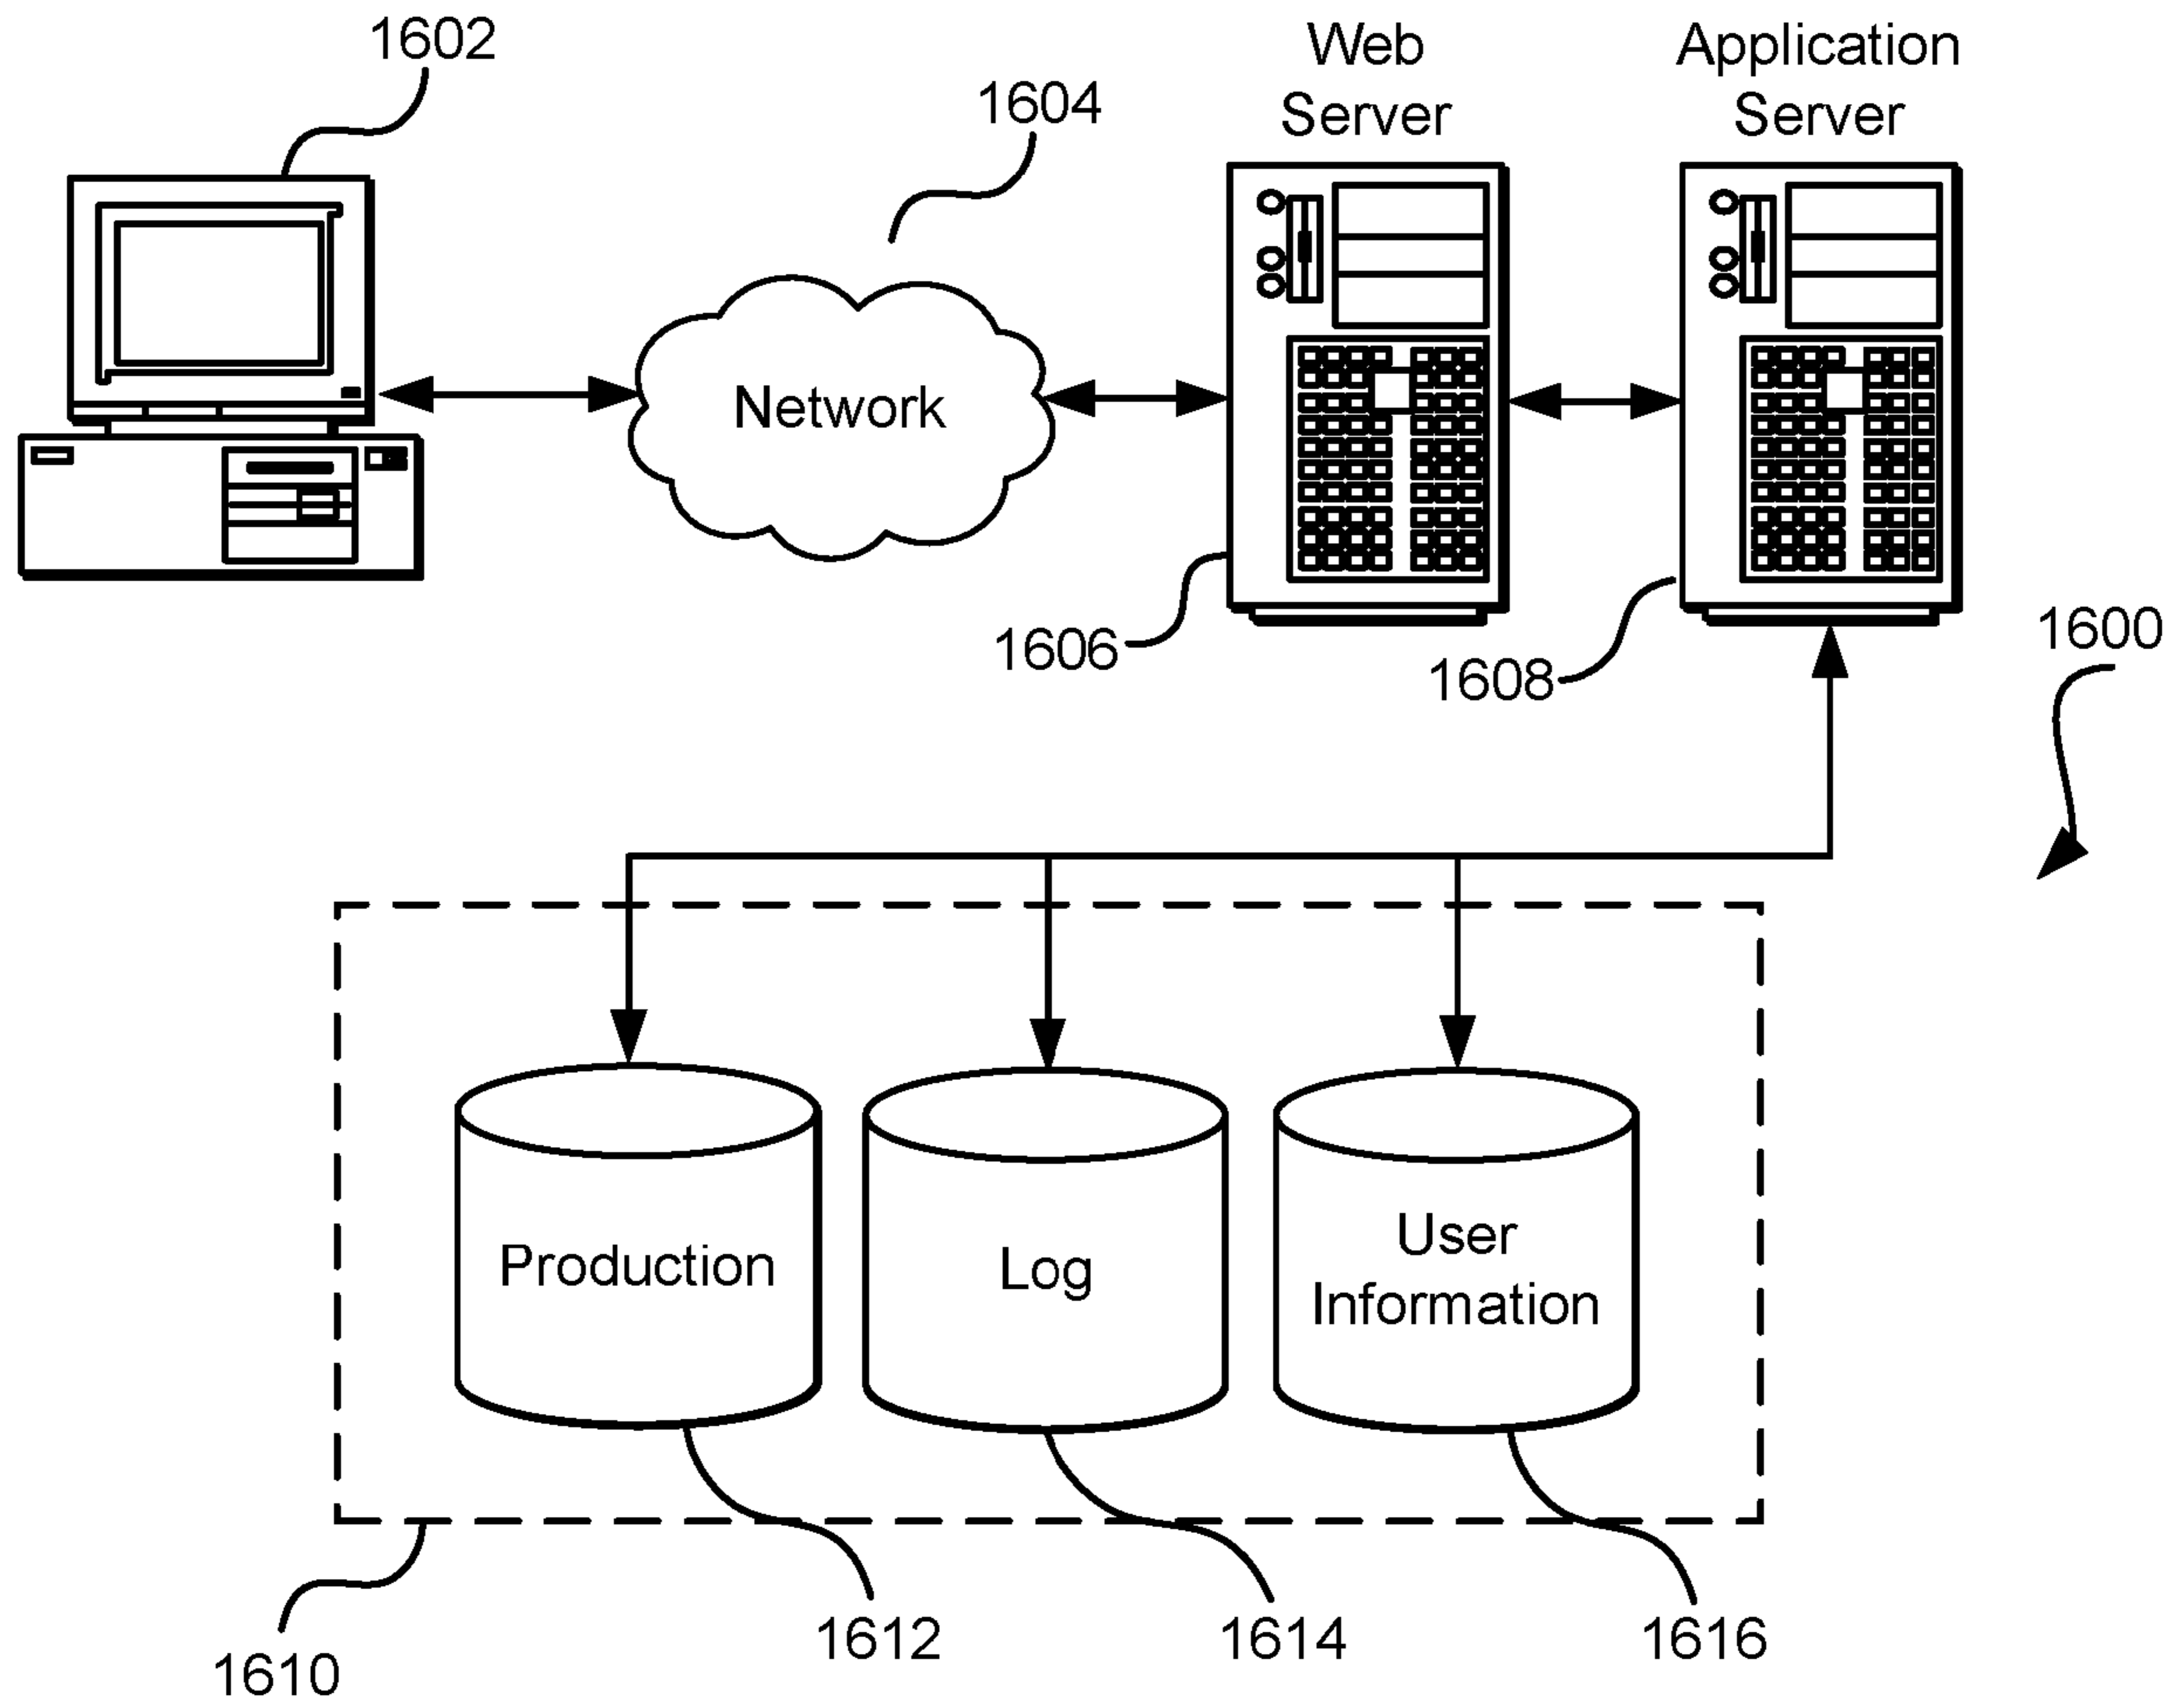 1602
1604
Web
Server
Application
Server
Network
1606
1608
1600
Production
Log
User
Information
1610
1612
1614
1616